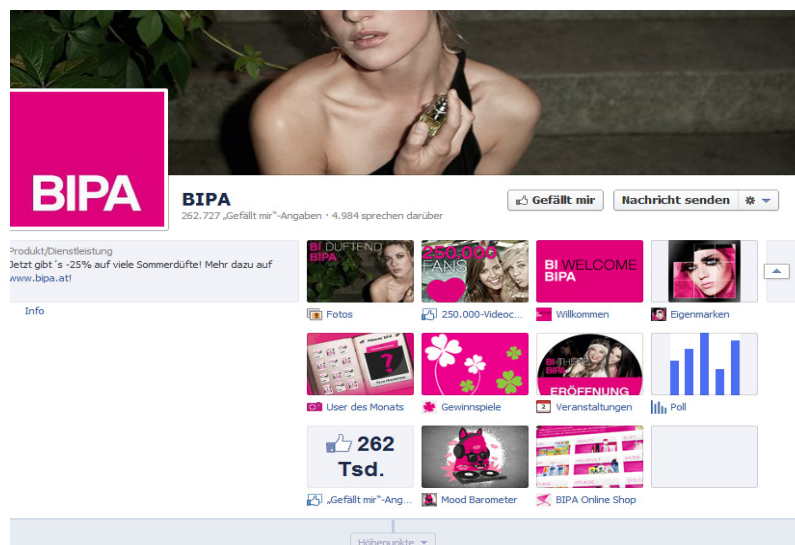 BIPA
BIPA
262.727 „Gefällt mir“-Angaben · 4.984 sprechen darüber
Gefällt mir
Nachricht senden
Produkt/Dienstleistung
Jetzt gibt´s -25% auf viele Sommerdüfte! Mehr dazu auf
www.bipa.at!
Info
BI DUFTEND
BIPA
250.000
FANS
BI WELCOME
BIPA
Fotos
250.000-Videoc...
Willkommen
Eigenmarken
?
BI-THE
BIPA
ERÖFFNUNG
User des Monats
Gewinnspiele
2
Veranstaltungen
Poll
262
Tsd.
„Gefällt mir“-Ang...
Mood Barometer
BIPA Online Shop
Höhepunkte